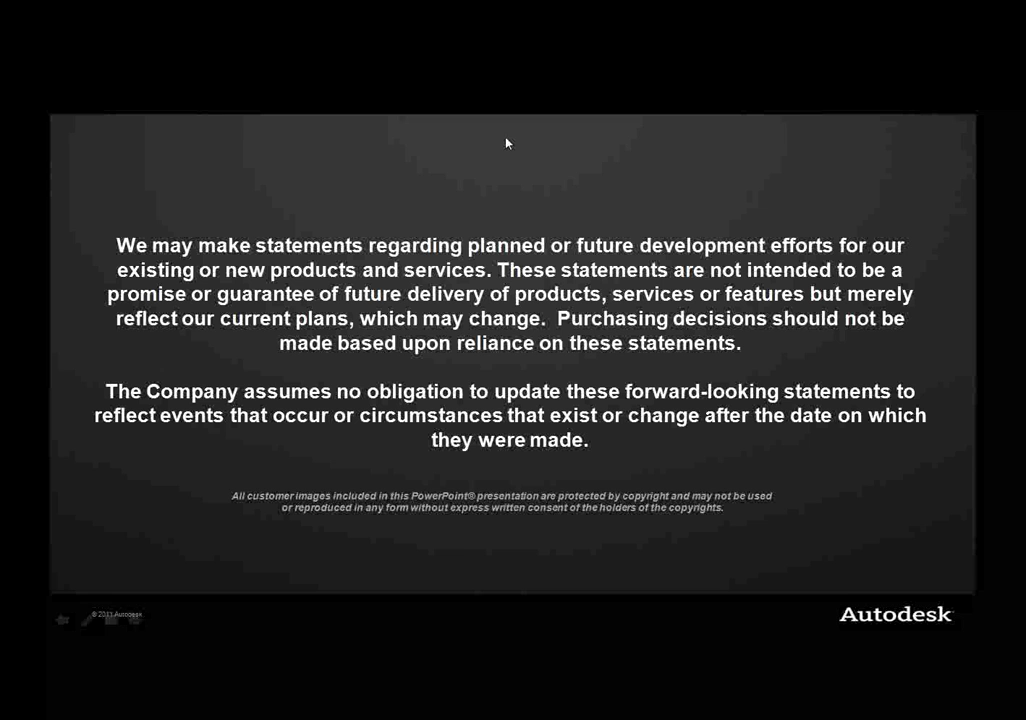 We may make statements regarding planned or future development efforts for our
existing or new products and services. These statements are not intended to be a
promise or guarantee of future delivery of products, services or features but merely
reflect our current plans, which may change.  Purchasing decisions should not be
made based upon reliance on these statements.
The Company assumes no obligation to update these forward-looking statements to
reflect events that occur or circumstances that exist or change after the date on which
they were made.
All customer images included in this PowerPoint® presentation are protected by copyright and may not be used
or reproduced in any form without express written consent of the holders of the copyrights.
© 2011 Autodesk
Autodesk